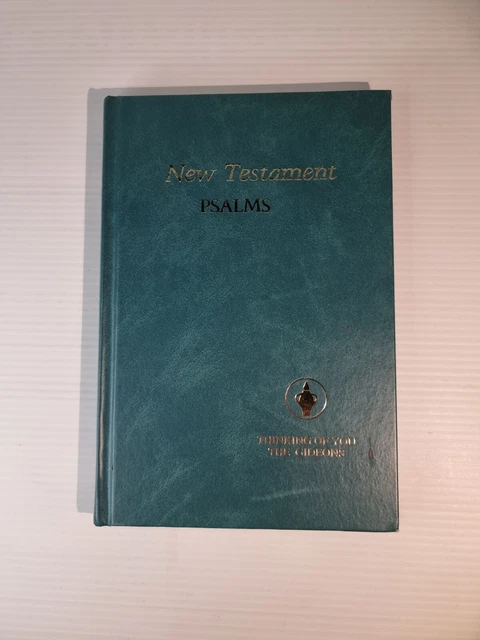 New Testament
PSALMS
THINKING OF YOU
THE GIDEONS